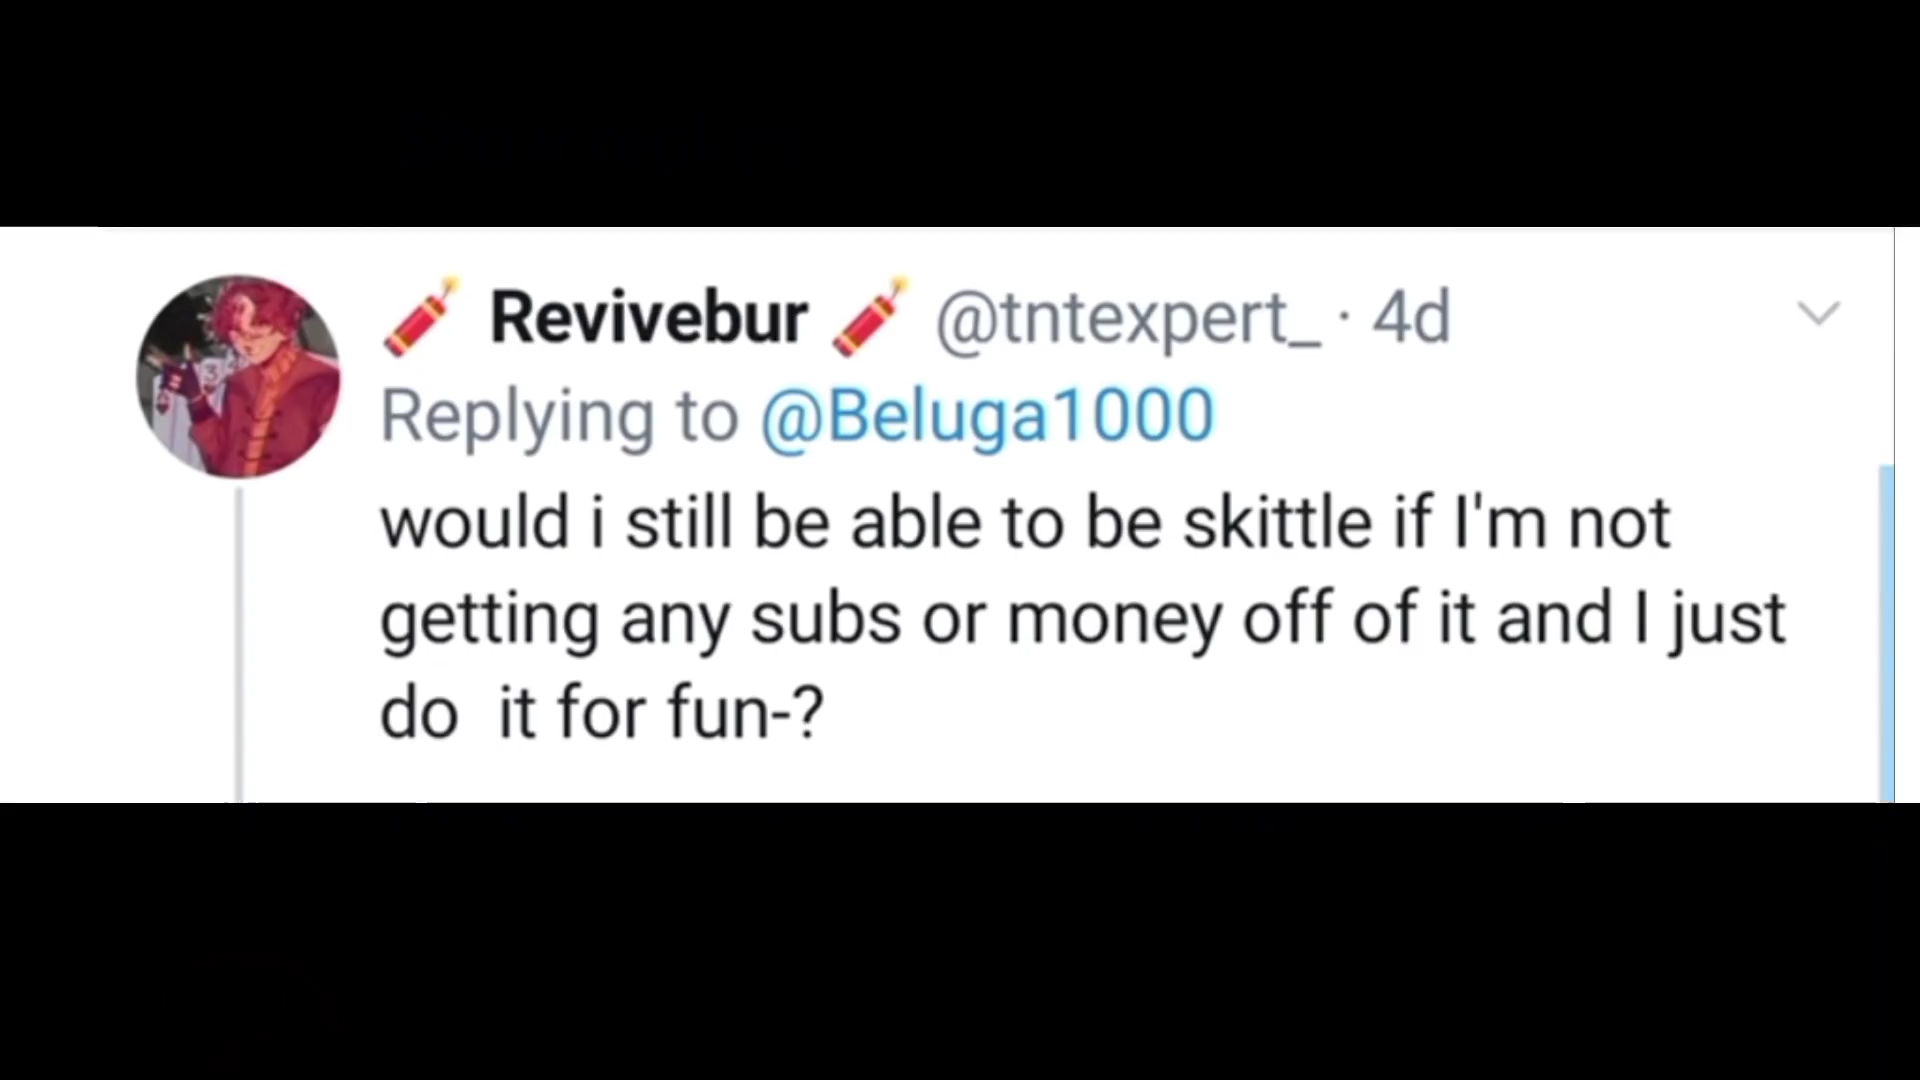 🧨 Revivebur 🧨 @tntexpert_ · 4d
Replying to @Beluga1000
would i still be able to be skittle if I'm not
getting any subs or money off of it and I just
do  it for fun-?